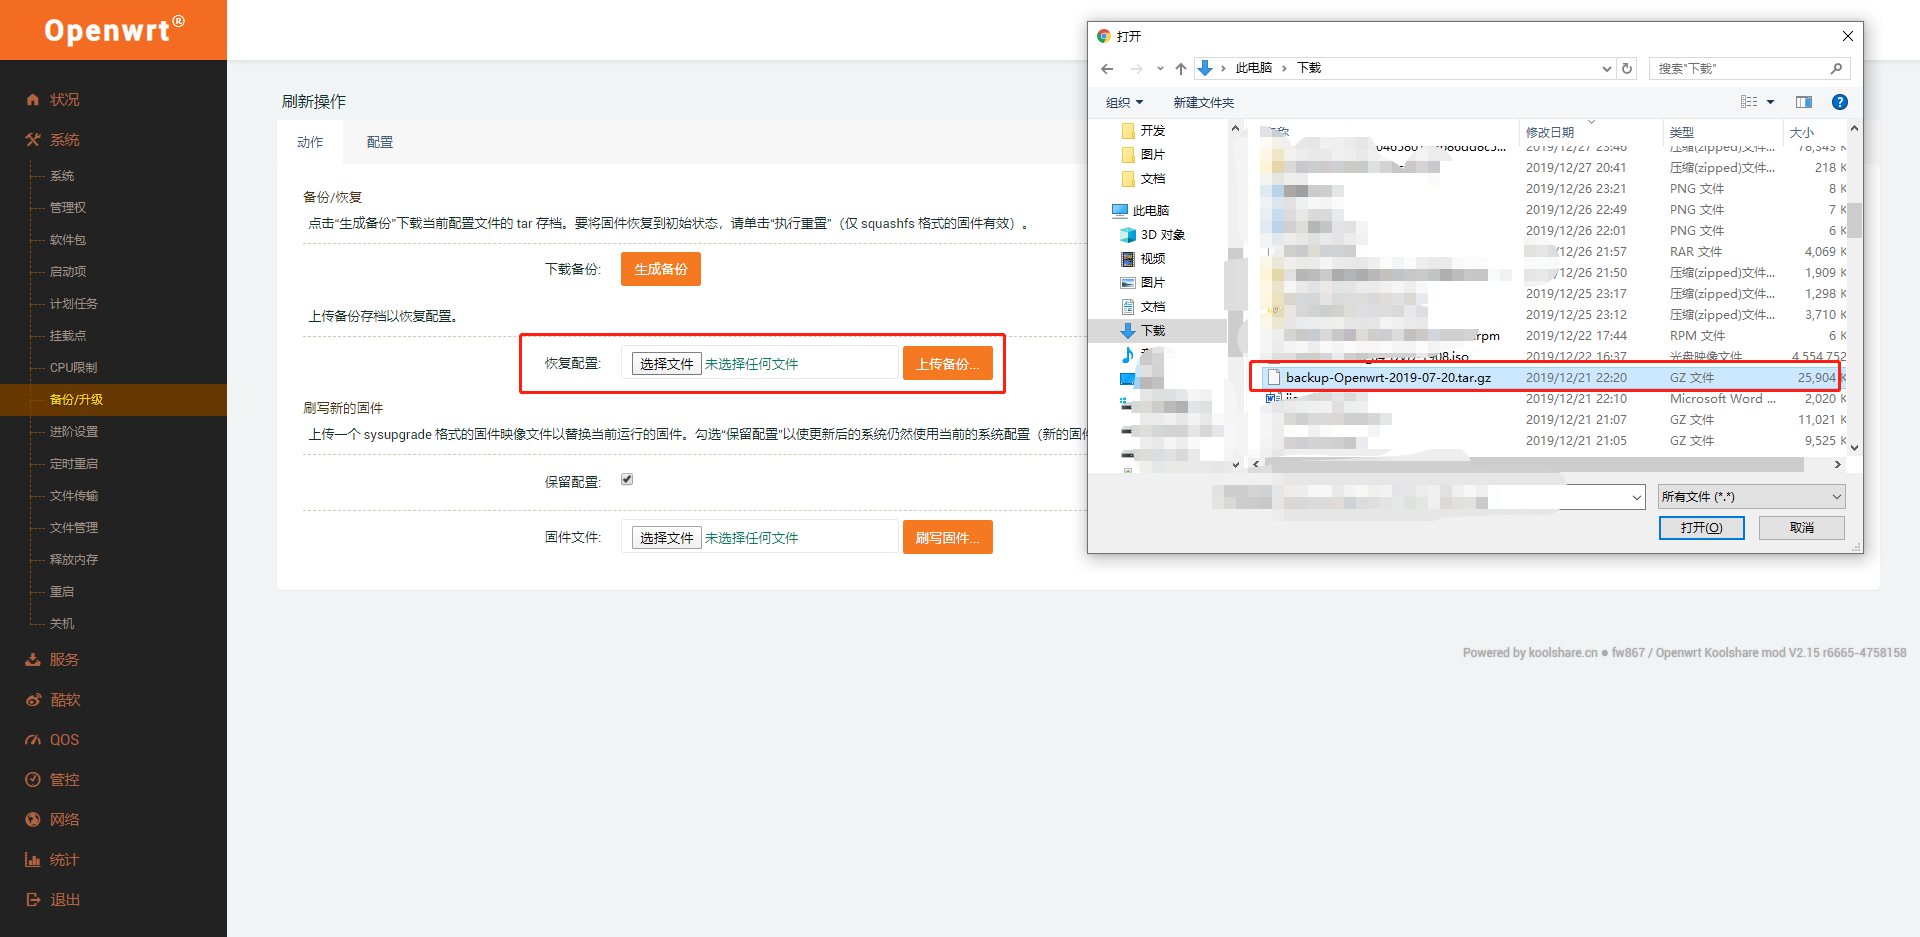 Openwrt®
状况
系统
系统
管理权
软件包
启动项
计划任务
挂载点
CPU限制
备份/升级
进阶设置
定时重启
文件传输
文件管理
释放内存
重启
关机
服务
酷软
QOS
管控
网络
统计
退出
刷新操作
动作
配置
备份/恢复
点击“生成备份”下载当前配置文件的 tar 存档。要将固件恢复到初始状态，请单击“执行重置”（仅 squashfs 格式的固件有效）。
下载备份:
生成备份
上传备份存档以恢复配置。
恢复配置:
选择文件 未选择任何文件
上传备份...
刷写新的固件
上传一个 sysupgrade 格式的固件映像文件以替换当前运行的固件。勾选“保留配置”以使更新后的系统仍然使用当前的系统配置（新的固件
保留配置:
固件文件:
选择文件 未选择任何文件
刷写固件...
打开
此电脑 下载
搜索"下载"
组织
新建文件夹
开发
图片
文档
此电脑
3D 对象
视频
图片
文档
下载
修改日期 类型 大小
2019/12/27 23:46 压缩(zipped)文件...
2019/12/27 20:41 压缩(zipped)文件... 218 K
2019/12/26 23:21 PNG 文件 8 K
2019/12/26 22:49 PNG 文件 7 K
2019/12/26 22:01 PNG 文件 6 K
/12/26 21:57 RAR 文件 4,069 K
/12/26 21:50 压缩(zipped)文件... 1,909 K
2019/12/25 23:17 压缩(zipped)文件... 1,298 K
2019/12/25 23:12 压缩(zipped)文件... 3,710 K
rpm 2019/12/22 17:44 RPM 文件 6 K
1908.iso 2019/12/22 16:37 光盘映像文件 4,554,752
backup-Openwrt-2019-07-20.tar.gz 2019/12/21 22:20 GZ 文件 25,904 K
2019/12/21 22:10 Microsoft Word ... 2,020 K
2019/12/21 21:07 GZ 文件 11,021 K
2019/12/21 21:05 GZ 文件 9,525 K
所有文件 (*.*)
打开(O)
取消
Powered by koolshare.cn ● fw867 / Openwrt Koolshare mod V2.15 r6665-4758158